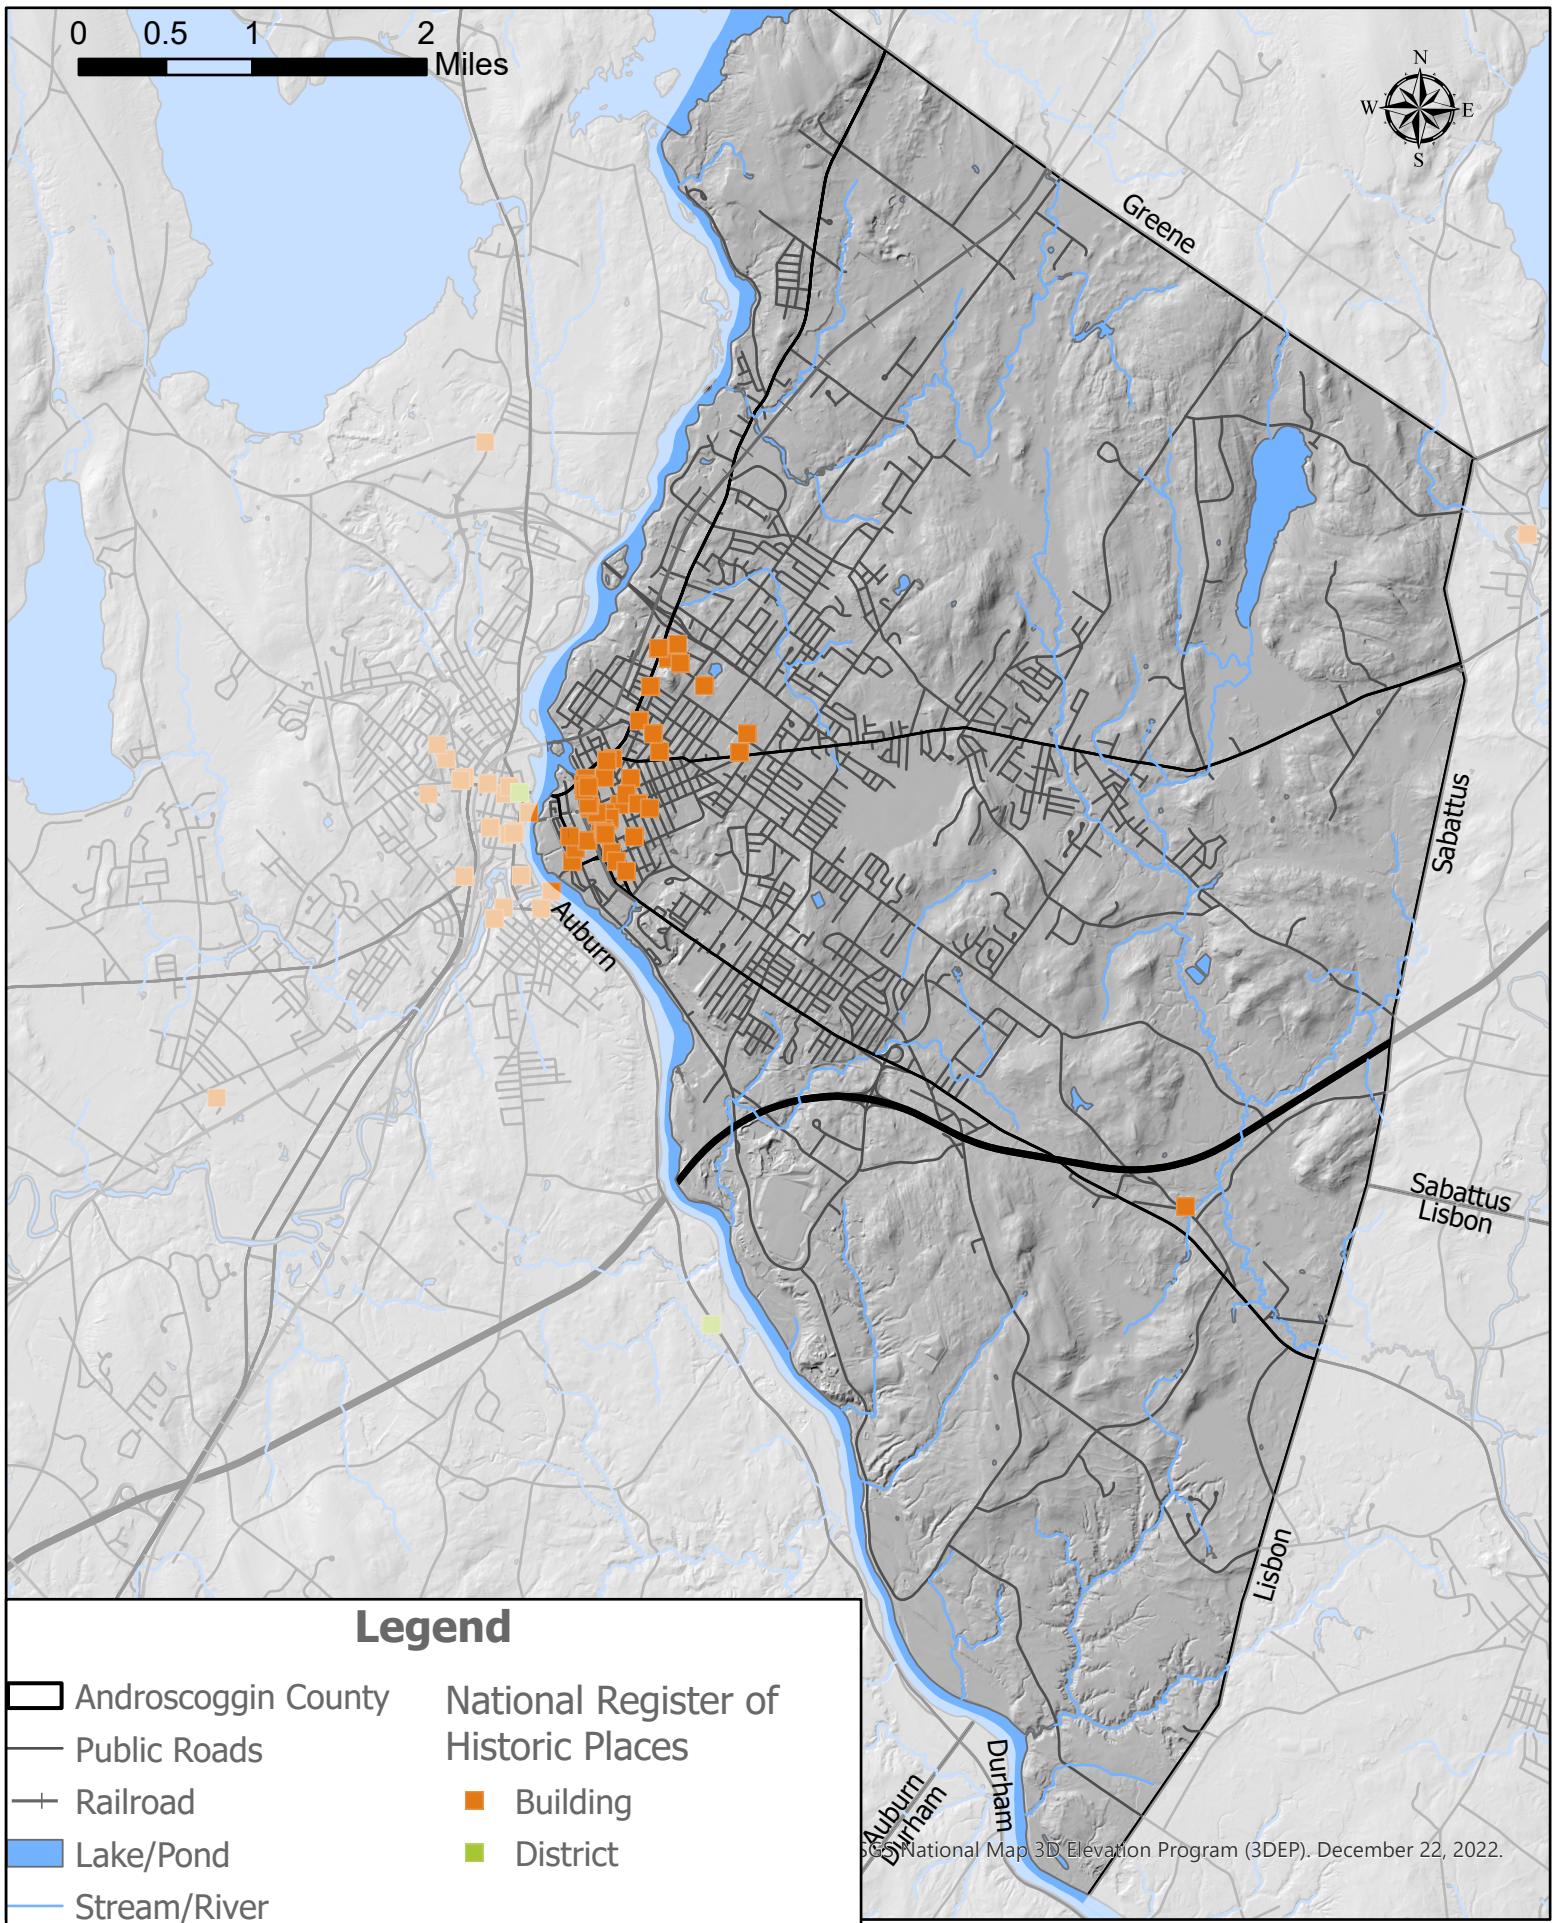 0 0.5 1 2
Miles
N
W E
S
Greene
Sabattus
Auburn
Sabattus
Lisbon
Lisbon
Durham
Auburn
Durham
SGS National Map 3D Elevation Program (3DEP). December 22, 2022.
Legend
Androscoggin County
Public Roads
Railroad
Lake/Pond
Stream/River
National Register of
Historic Places
Building
District